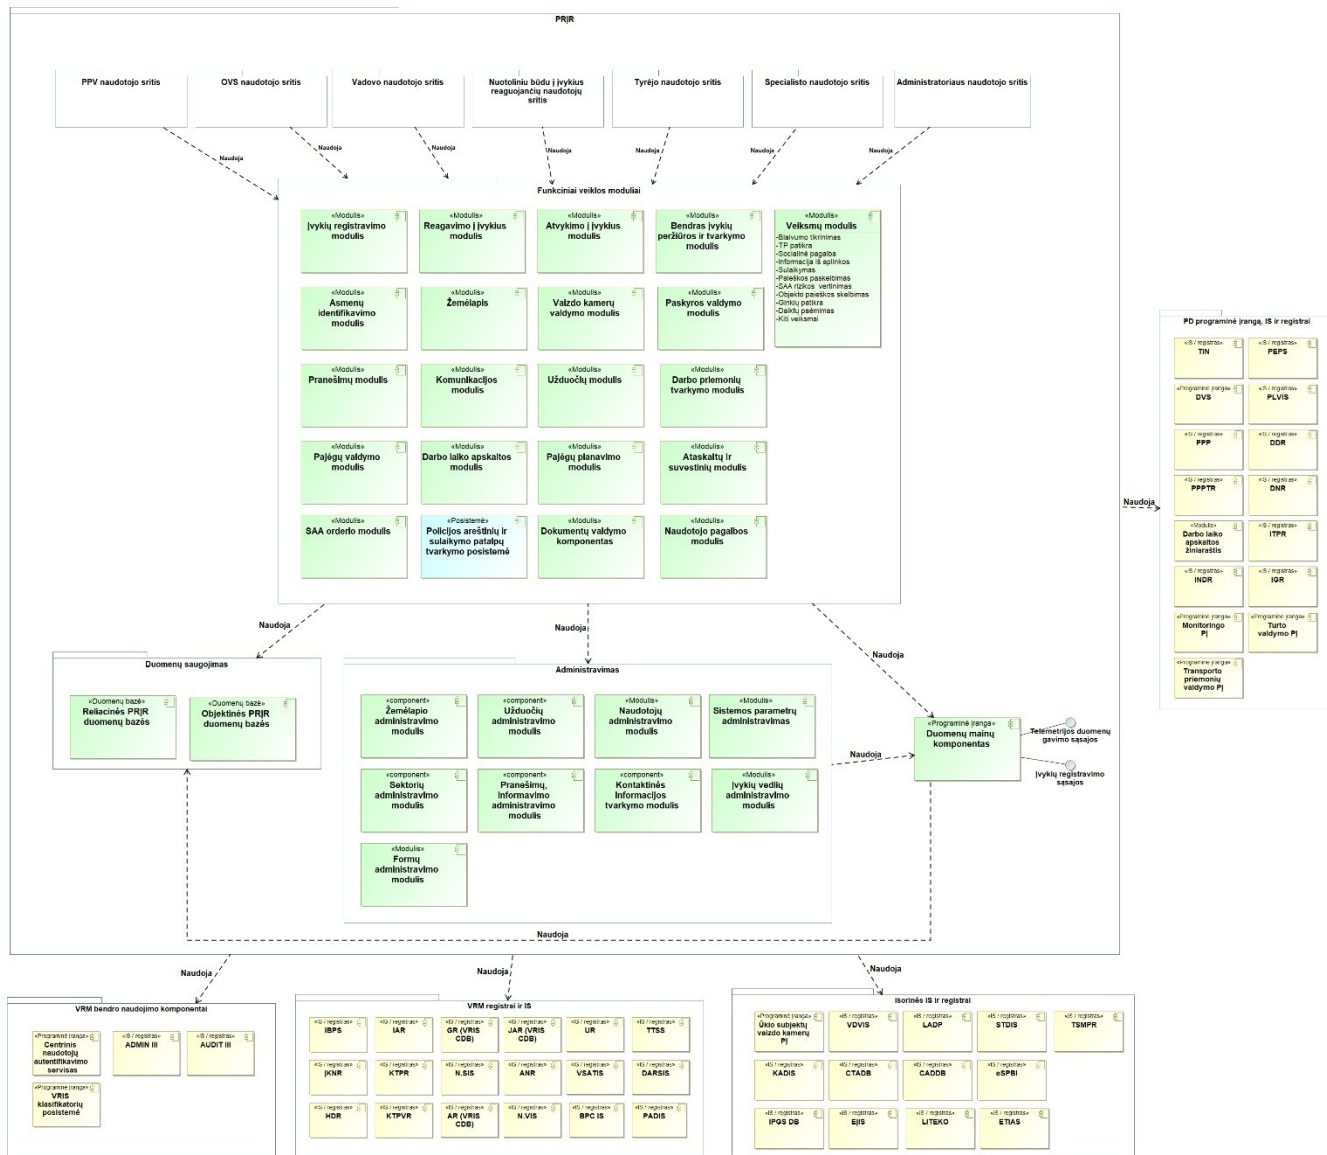 PRĮR
PPV naudotojo sritis
OVS naudotojo sritis
Vadovo naudotojo sritis
Nuotoliniu būdu į įvykius
reaguojančių naudotojų
sritis
Tyrėjo naudotojo sritis
Specialisto naudotojo sritis
Administratoriaus naudotojo sritis
Naudoja
Naudoja
Naudoja
Naudoja
Naudoja
Naudoja
Naudoja
Funkciniai veiklos moduliai
«Modulis»
Įvykių registravimo
modulis
«Modulis»
Reagavimo į įvykius
modulis
«Modulis»
Atvykimo į įvykius
modulis
«Modulis»
Bendras įvykių
peržiūros ir tvarkymo
modulis
«Modulis»
Veiksmų modulis
-Blaivumo tikrinimas
-TP patikra
-Socialinė pagalba
-Informacija iš aplinkos
-Sulaikymas
-Paieškos paskelbimas
-SAA rizikos vertinimas
-Objekto paieškos skelbimas
-Ginklų patikra
-Daiktų paėmimas
-Kiti veiksmai
«Modulis»
Asmenų
identifikavimo
modulis
«Modulis»
Žemėlapis
«Modulis»
Vaizdo kamerų
valdymo modulis
«Modulis»
Paskyros valdymo
modulis
«Modulis»
Pranešimų modulis
«Modulis»
Komunikacijos
modulis
«Modulis»
Užduočių modulis
«Modulis»
Darbo priemonių
tvarkymo modulis
«Modulis»
Pajėgų valdymo
modulis
«Modulis»
Darbo laiko apskaitos
modulis
«Modulis»
Pajėgų planavimo
modulis
«Modulis»
Ataskaitų ir
suvestinių modulis
«Modulis»
SAA orderio modulis
«Posistemė»
Policijos areštinių ir
sulaikymo patalpų
tvarkymo posistemė
«Modulis»
Dokumentų valdymo
komponentas
«Modulis»
Naudotojo pagalbos
modulis
PD programinė įrangą, IS ir registrai
«IS / registras»
TIN
«IS / registras»
PEPS
«Programinė įranga»
DVS
«IS / registras»
PLVIS
«IS / registras»
PPP
«IS / registras»
DDR
«IS / registras»
PPPTR
«IS / registras»
DNR
«Modulis»
Darbo laiko
apskaitos
žiniaraštis
«IS / registras»
ITPR
«IS / registras»
INDR
«IS / registras»
IGR
«Programinė įranga»
Monitoringo
PĮ
«Programinė įranga»
Turto
valdymo PĮ
«Programinė įranga»
Transporto
priemonių
valdymo PĮ
Naudoja
Naudoja
Naudoja
Naudoja
Duomenų saugojimas
«Duomenų bazė»
Reliacinės PRĮR
duomenų bazės
«Duomenų bazė»
Objektinės PRĮR
duomenų bazės
Administravimas
«component»
Žemėlapio
administravimo
modulis
«component»
Užduočių
administravimo
modulis
«Modulis»
Naudotojų
administravimo
modulis
«Modulis»
Sistemos parametrų
administravimas
«component»
Sektorių
administravimo
modulis
«component»
Pranešimų,
informavimo
administravimo
modulis
«component»
Kontaktinės
informacijos
tvarkymo modulis
«Modulis»
Įvykių vedlių
administravimo
modulis
«Modulis»
Formų
administravimo
modulis
Naudoja
«Programinė įranga»
Duomenų mainų
komponentas
Telemetrijos duomenų
gavimo sąsajos
Įvykių registravimo
sąsajos
Naudoja
Naudoja
Naudoja
Naudoja
VRM bendro naudojimo komponentai
«Programinė įranga»
Centrinis
naudotojų
autentifikavimo
servisas
«IS / registras»
ADMIN III
«IS / registras»
AUDIT III
«Programinė įranga»
VRIS
klasifikatorių
posistemė
VRM registrai ir IS
«IS / registras»
IBPS
«IS / registras»
IAR
«IS / registras»
GR (VRIS
CDB)
«IS / registras»
JAR (VRIS
CDB)
«IS / registras»
UR
«IS / registras»
TTSS
«IS / registras»
KNR
«IS / registras»
KTPR
«IS / registras»
N.SIS
«IS / registras»
ANR
«IS / registras»
VSATIS
«IS / registras»
DARSIS
«IS / registras»
HDR
«IS / registras»
KTPVR
«IS / registras»
AR (VRIS
CDB)
«IS / registras»
N.VIS
«IS / registras»
BPC IS
«IS / registras»
PADIS
Išorinės IS ir registrai
«Programinė įranga»
Ūkio subjektų
vaizdo kamerų
PĮ
«IS / registras»
VDVIS
«IS / registras»
LADP
«IS / registras»
STDIS
«IS / registras»
TSMPR
«IS / registras»
KADIS
«IS / registras»
CTADB
«IS / registras»
CADDB
«IS / registras»
eSPBI
«IS / registras»
IPGS DB
«IS / registras»
EĮIS
«IS / registras»
LITEKO
«IS / registras»
ETIAS